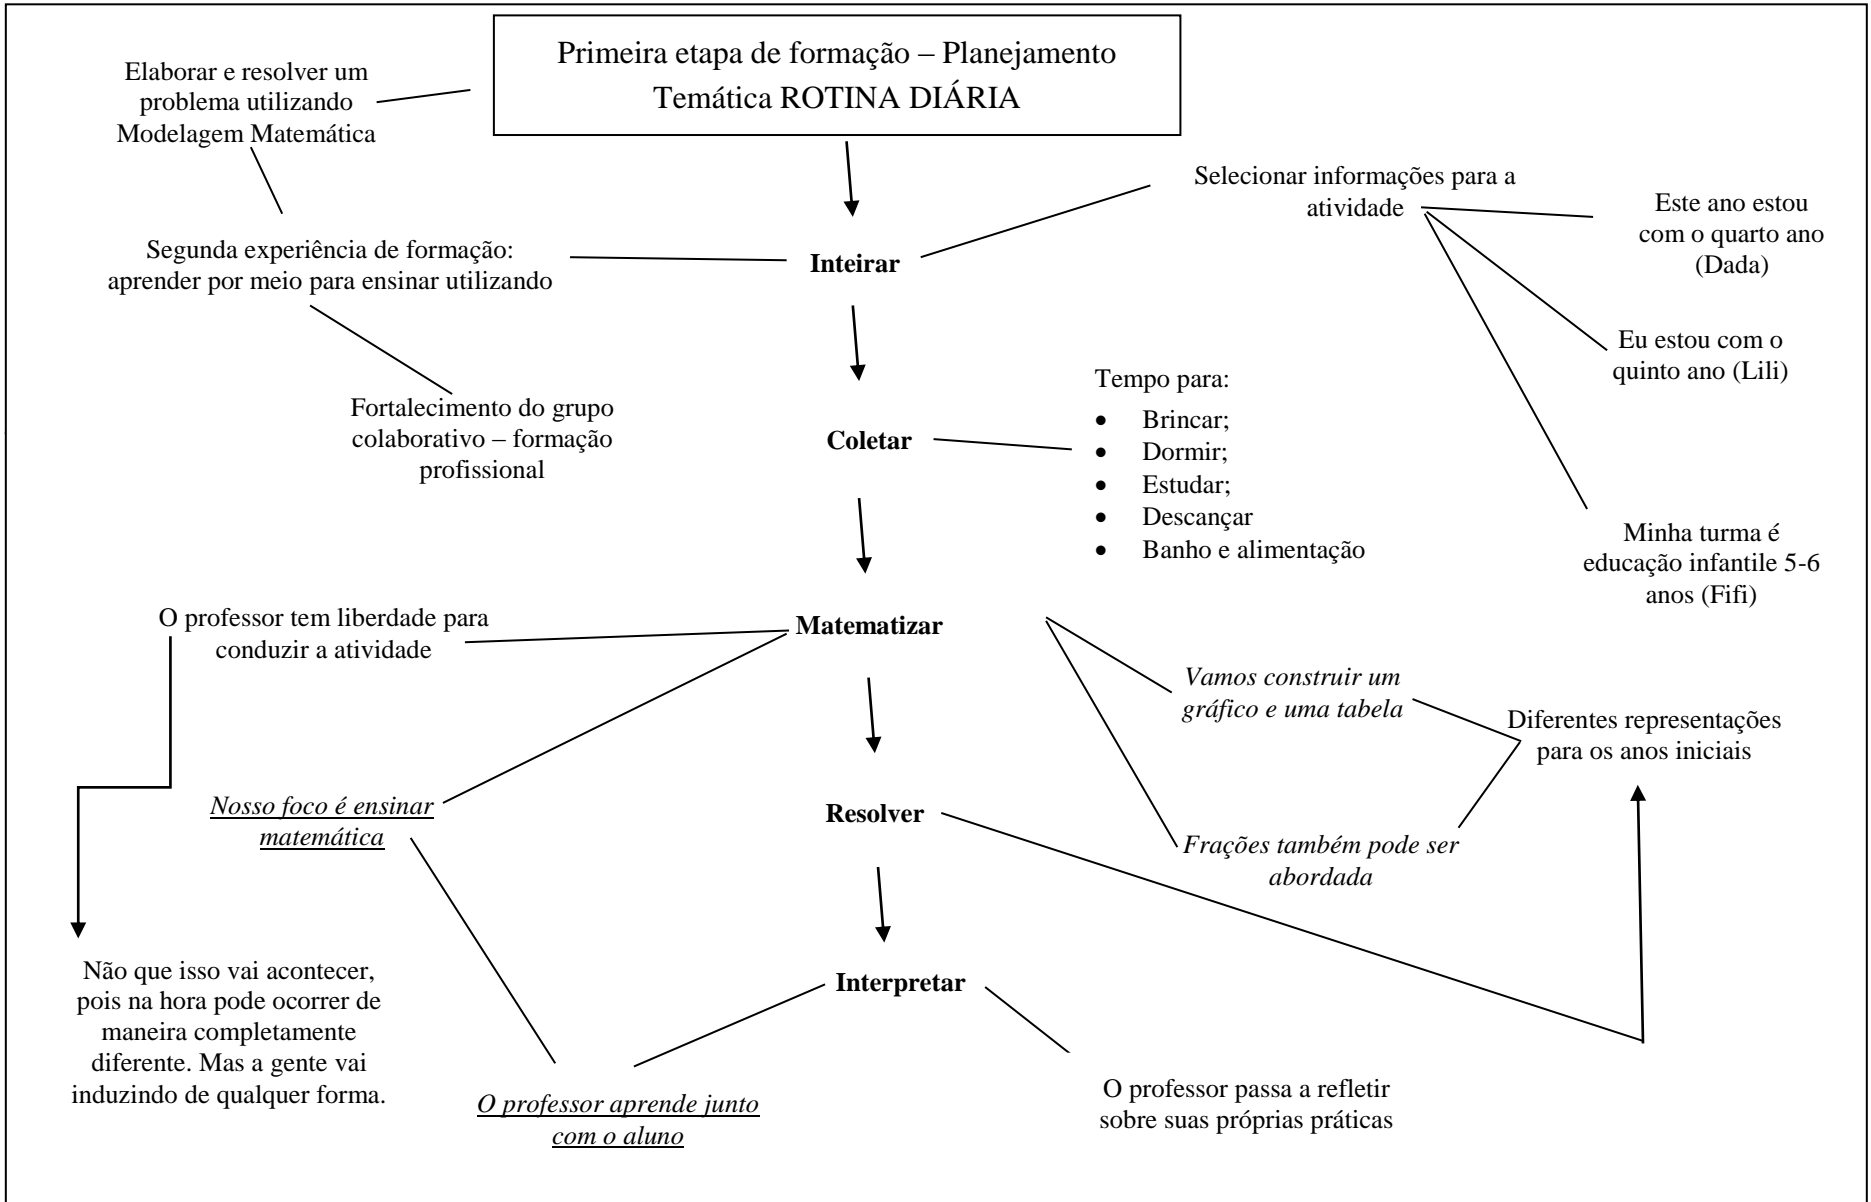 Primeira etapa de formação – Planejamento
Temática ROTINA DIÁRIA
Elaborar e resolver um
problema utilizando
Modelagem Matemática
Selecionar informações para a
atividade
Este ano estou
com o quarto ano
(Dada)
Segunda experiência de formação:
aprender por meio para ensinar utilizando
Inteirar
Eu estou com o
quinto ano (Lili)
Fortalecimento do grupo
colaborativo – formação
profissional
Coletar
Tempo para:
• Brincar;
• Dormir;
• Estudar;
• Descançar
• Banho e alimentação
Minha turma é
educação infantile 5-6
anos (Fifi)
O professor tem liberdade para
conduzir a atividade
Matematizar
Vamos construir um
gráfico e uma tabela
Diferentes representações
para os anos iniciais
Nosso foco é ensinar
matemática
Resolver
Frações também pode ser
abordada
Não que isso vai acontecer,
pois na hora pode ocorrer de
maneira completamente
diferente. Mas a gente vai
induzindo de qualquer forma.
Interpretar
O professor aprende junto
com o aluno
O professor passa a refletir
sobre suas próprias práticas